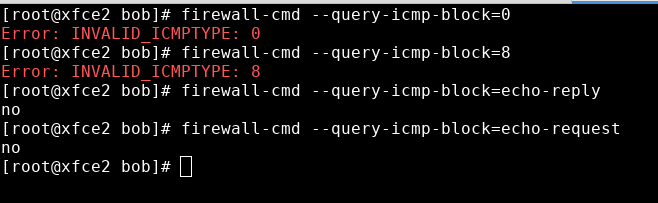 [root@xfce2 bob]# firewall-cmd --query-icmp-block=0
Error: INVALID_ICMPTYPE: 0
[root@xfce2 bob]# firewall-cmd --query-icmp-block=8
Error: INVALID_ICMPTYPE: 8
[root@xfce2 bob]# firewall-cmd --query-icmp-block=echo-reply
no
[root@xfce2 bob]# firewall-cmd --query-icmp-block=echo-request
no
[root@xfce2 bob]#